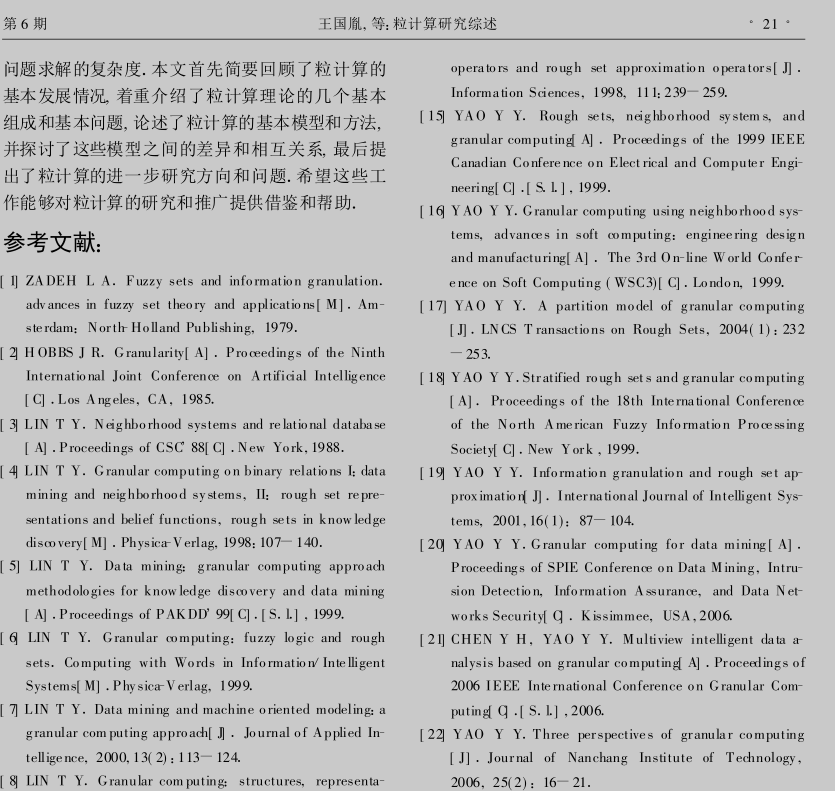 第 6 期
王国胤, 等: 粒计算研究综述
° 21 °
问题求解的复杂度. 本文首先简要回顾了粒计算的
基本发展情况, 着重介绍了粒计算理论的几个基本
组成和基本问题, 论述了粒计算的基本模型和方法,
并探讨了这些模型之间的差异和相互关系, 最后提
出了粒计算的进一步研究方向和问题. 希望这些工
作能够对粒计算的研究和推广提供借鉴和帮助.
参考文献:
[ 1] ZADEH L A. Fuzzy sets and information granulation.
advances in fuzzy set theory and applications[ M] . Am-
sterdam: North-Holland Publishing, 1979.
[ 2] HOBBS J R. Granularity[ A] . Proceedings of the Ninth
International Joint Conference on Artificial Intelligence
[ C] . Los Angeles, CA, 1985.
[ 3] LIN T Y. Neighborhood systems and relational database
[ A] . Proceedings of CSC' 88[ C] . New York, 1988.
[ 4] LIN T Y. Granular computing on binary relations I: data
mining and neighborhood systems, II: rough set repre-
sentations and belief functions, rough sets in knowledge
discovery[ M] . Physica-Verlag, 1998: 107— 140.
[ 5] LIN T Y. Data mining: granular computing approach
methodologies for knowledge discovery and data mining
[ A] . Proceedings of PAKDD' 99[ C] . [ S. l.] , 1999.
[ 6] LIN T Y. Granular computing: fuzzy logic and rough
sets. Computing with Words in Information/ Intelligent
Systems[ M] . Physica-Verlag, 1999.
[ 7] LIN T Y. Data mining and machine oriented modeling: a
granular computing approach[ J] . Journal of Applied In-
telligence, 2000, 13( 2) : 113— 124.
[ 8] LIN T Y. Granular computing: structures, representa-
operators and rough set approximation operators[ J] .
Information Sciences, 1998, 111: 239— 259.
[ 15] YAO Y Y. Rough sets, neighborhood systems, and
granular computing[ A] . Proceedings of the 1999 IEEE
Canadian Conference on Electrical and Computer Engi-
neering[ C] . [ S. l.] , 1999.
[ 16] YAO Y Y. Granular computing using neighborhood sys-
tems, advances in soft computing: engineering design
and manufacturing[ A] . The 3rd On-line World Confer-
ence on Soft Computing ( WSC3)[ C] . London, 1999.
[ 17] YAO Y Y. A partition model of granular computing
[ J] . LNCS Transactions on Rough Sets, 2004( 1) : 232
— 253.
[ 18] YAO Y Y. Stratified rough sets and granular computing
[ A] . Proceedings of the 18th International Conference
of the North American Fuzzy Information Processing
Society[ C] . New York , 1999.
[ 19] YAO Y Y. Information granulation and rough set ap-
proximation[ J] . International Journal of Intelligent Sys-
tems, 2001, 16( 1) : 87— 104.
[ 20] YAO Y Y. Granular computing for data mining[ A] .
Proceedings of SPIE Conference on Data Mining, Intru-
sion Detection, Information Assurance, and Data Net-
works Security[ C] . Kissimmee, USA, 2006.
[ 21] CHEN Y H, YAO Y Y. Multiview intelligent data a-
nalysis based on granular computing[ A] . Proceedings of
2006 IEEE International Conference on Granular Com-
puting[ C] . [ S. l.] , 2006.
[ 22] YAO Y Y. Three perspectives of granular computing
[ J] . Journal of Nanchang Institute of Technology,
2006, 25( 2) : 16— 21.